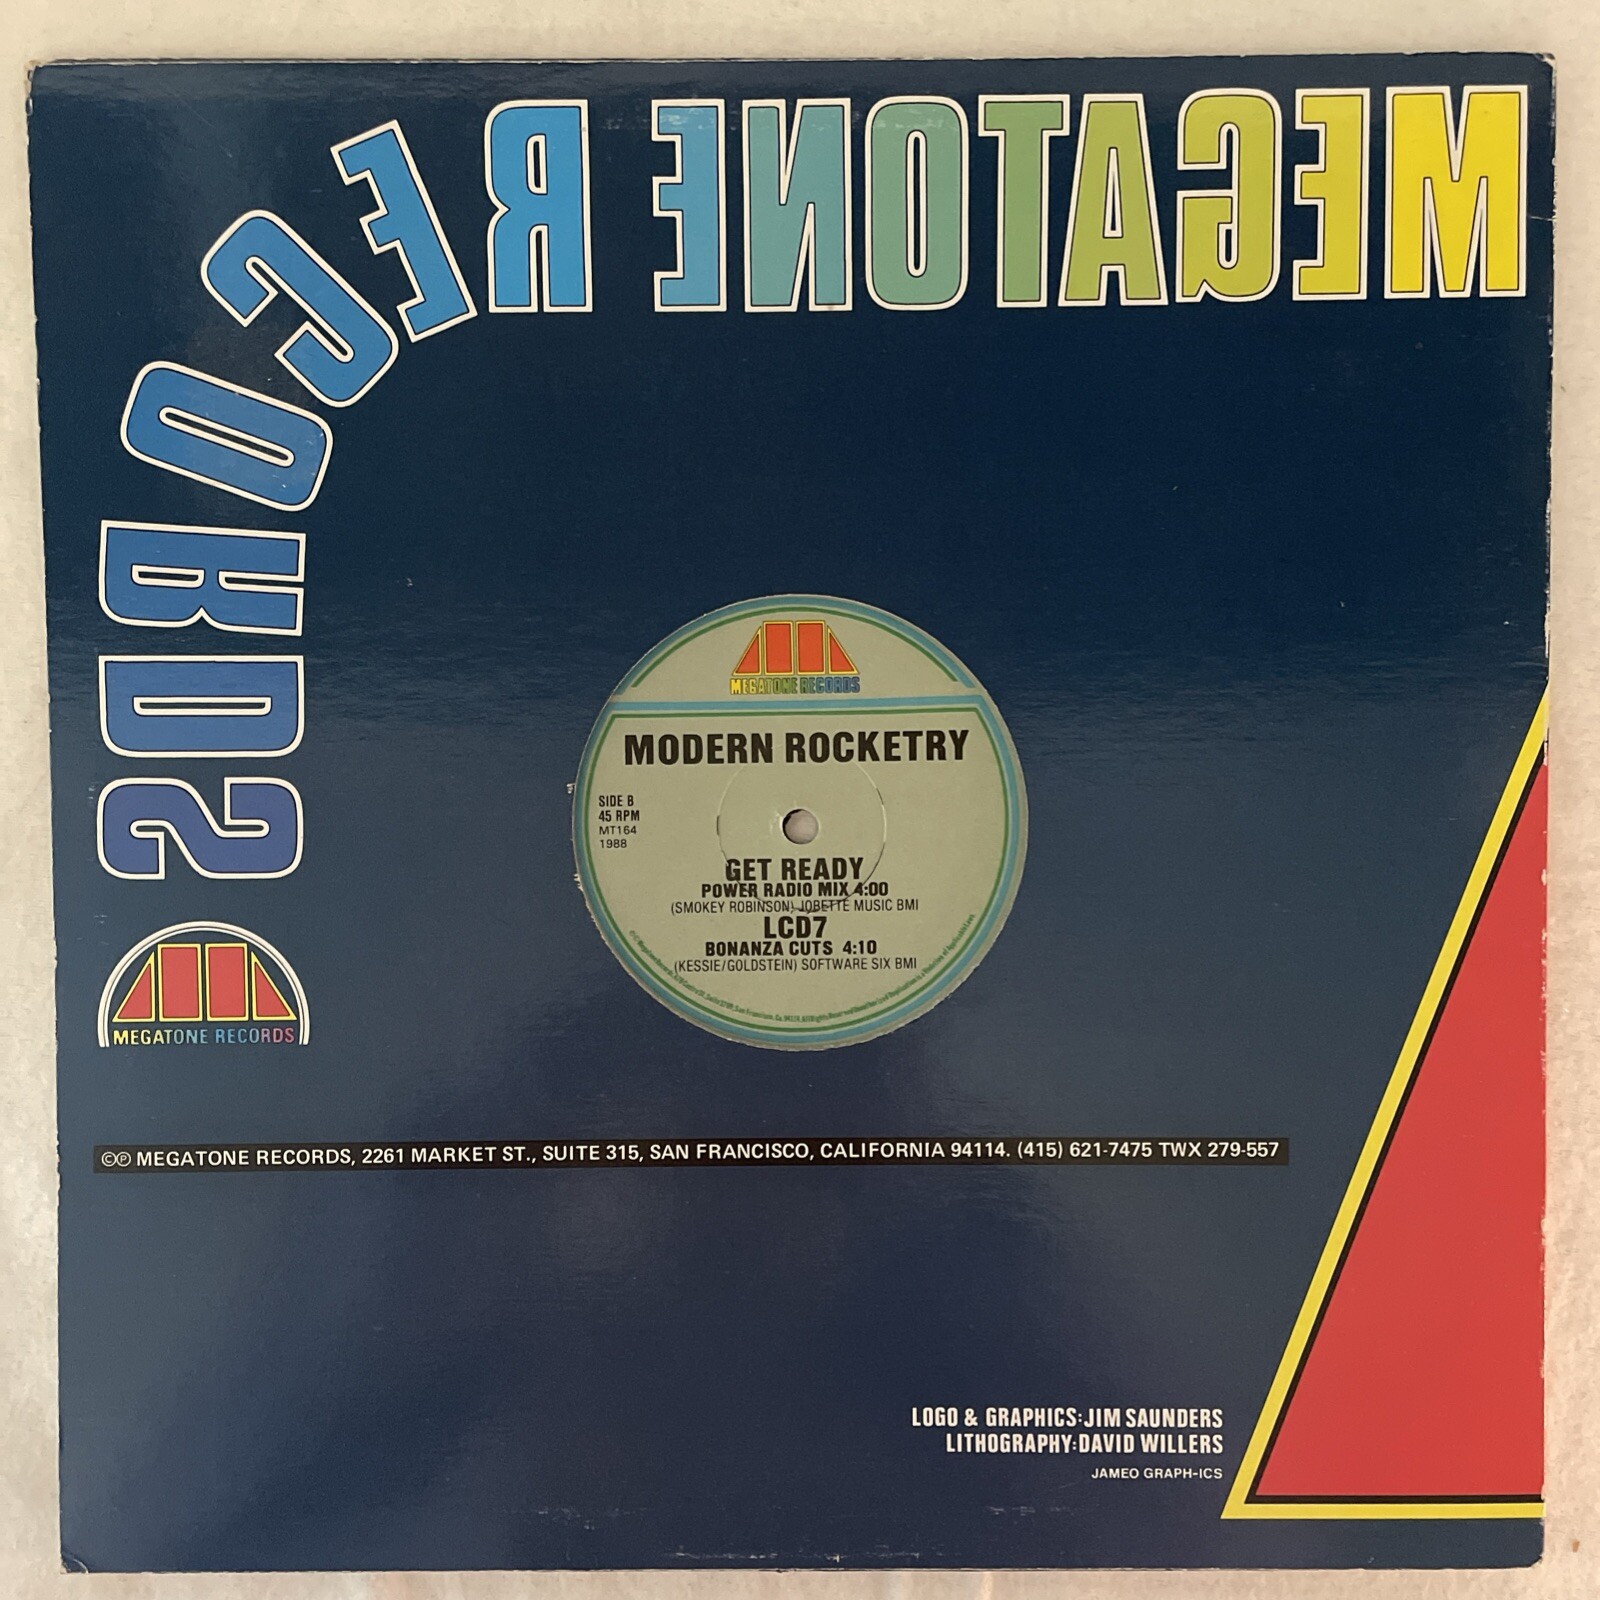 MEGATONE RECORDS
MEGATONE RECORDS
MEGATONE RECORDS
MODERN ROCKETRY
SIDE B
45 RPM
MT164
1988
GET READY
POWER RADIO MIX 4:00
(SMOKEY ROBINSON) JOBETTE MUSIC BMI
LCD7
BONANZA CUTS 4:10
(KESSIE/GOLDSTEIN) SOFTWARE SIX BMI
©℗ MEGATONE RECORDS, 2261 MARKET ST., SUITE 315, SAN FRANCISCO, CALIFORNIA 94114. (415) 621-7475 TWX 279-557
LOGO & GRAPHICS: JIM SAUNDERS
LITHOGRAPHY: DAVID WILLERS
JAMEO GRAPH-ICS